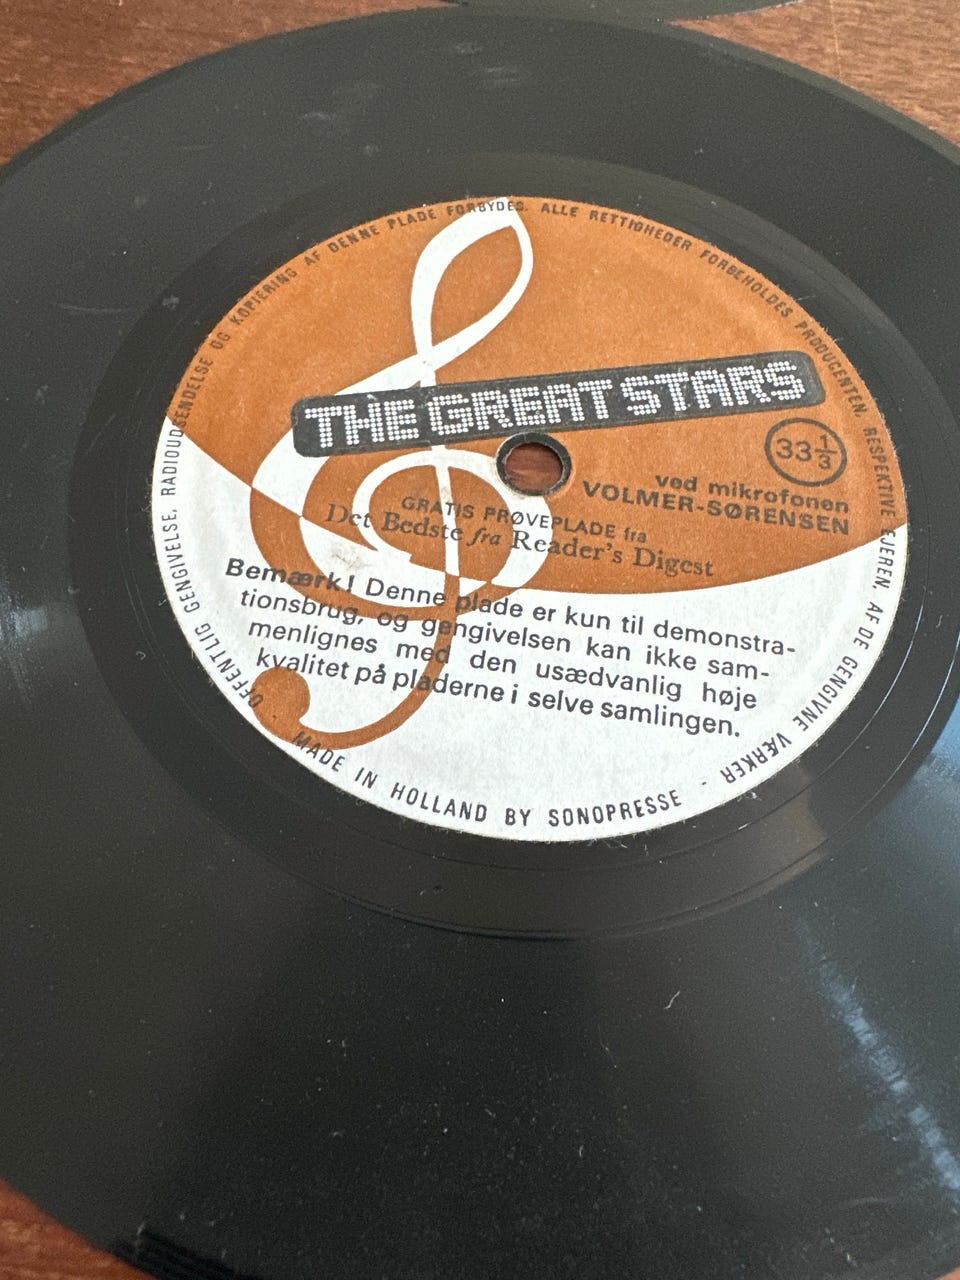 THE GREAT STARS
33 1/3
ved mikrofonen
VOLMER-SØRENSEN
GRATIS PRØVEPLADE fra
Det Bedste fra Reader's Digest
Bemærk! Denne plade er kun til demonstra-
tionsbrug, og gengivelsen kan ikke sam-
menlignes med den usædvanlig høje
kvalitet på pladerne i selve samlingen.
OFFENTLIG GENGIVELSE, RADIOUDSENDELSE OG KOPIERING AF DENNE PLADE FORBYDES. ALLE RETTIGHEDER FORBEHOLDES PRODUCENTEN, RESPEKTIVE EJEREN, AF DE GENGIVNE VÆRKER -
MADE IN HOLLAND BY SONOPRESSE -